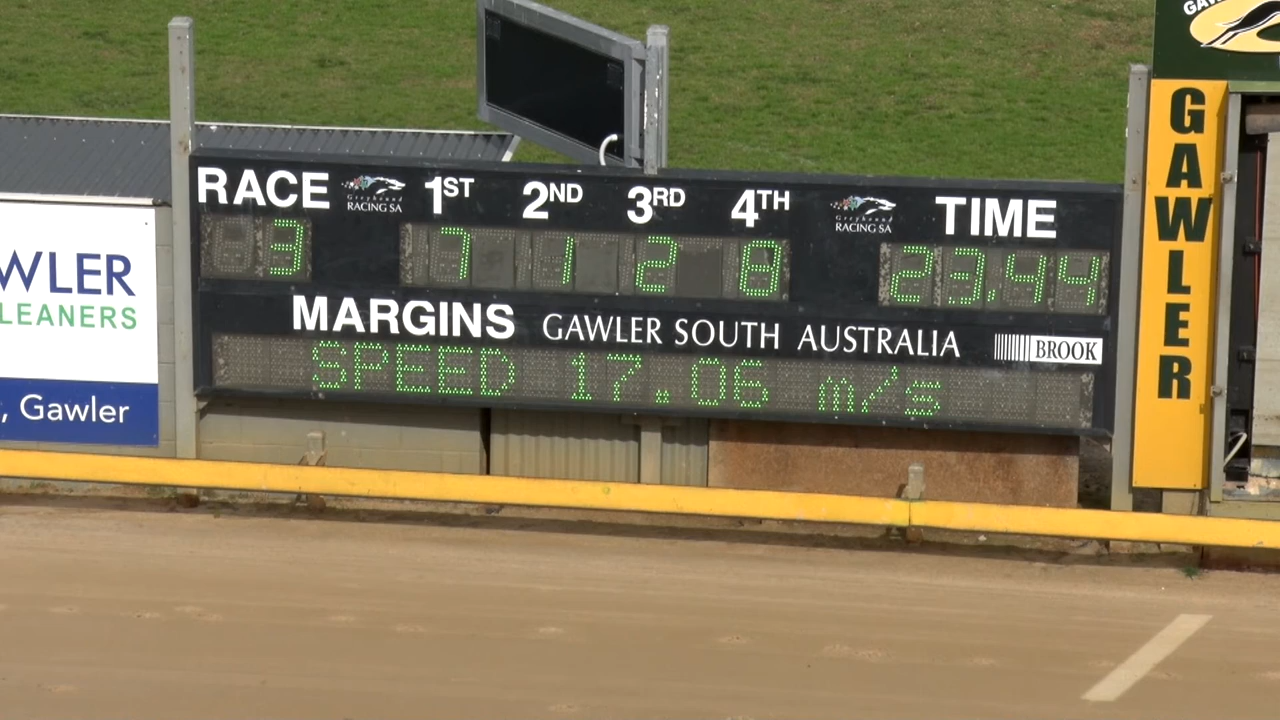 GAWLER
RACE
Greyhound
RACING SA
1ST 2ND 3RD 4TH
Greyhound
RACING SA
TIME
3 7 1 2 8 23.44
MARGINS GAWLER SOUTH AUSTRALIA BROOK
SPEED 17.06 m/s
WLER
LEANERS
, Gawler